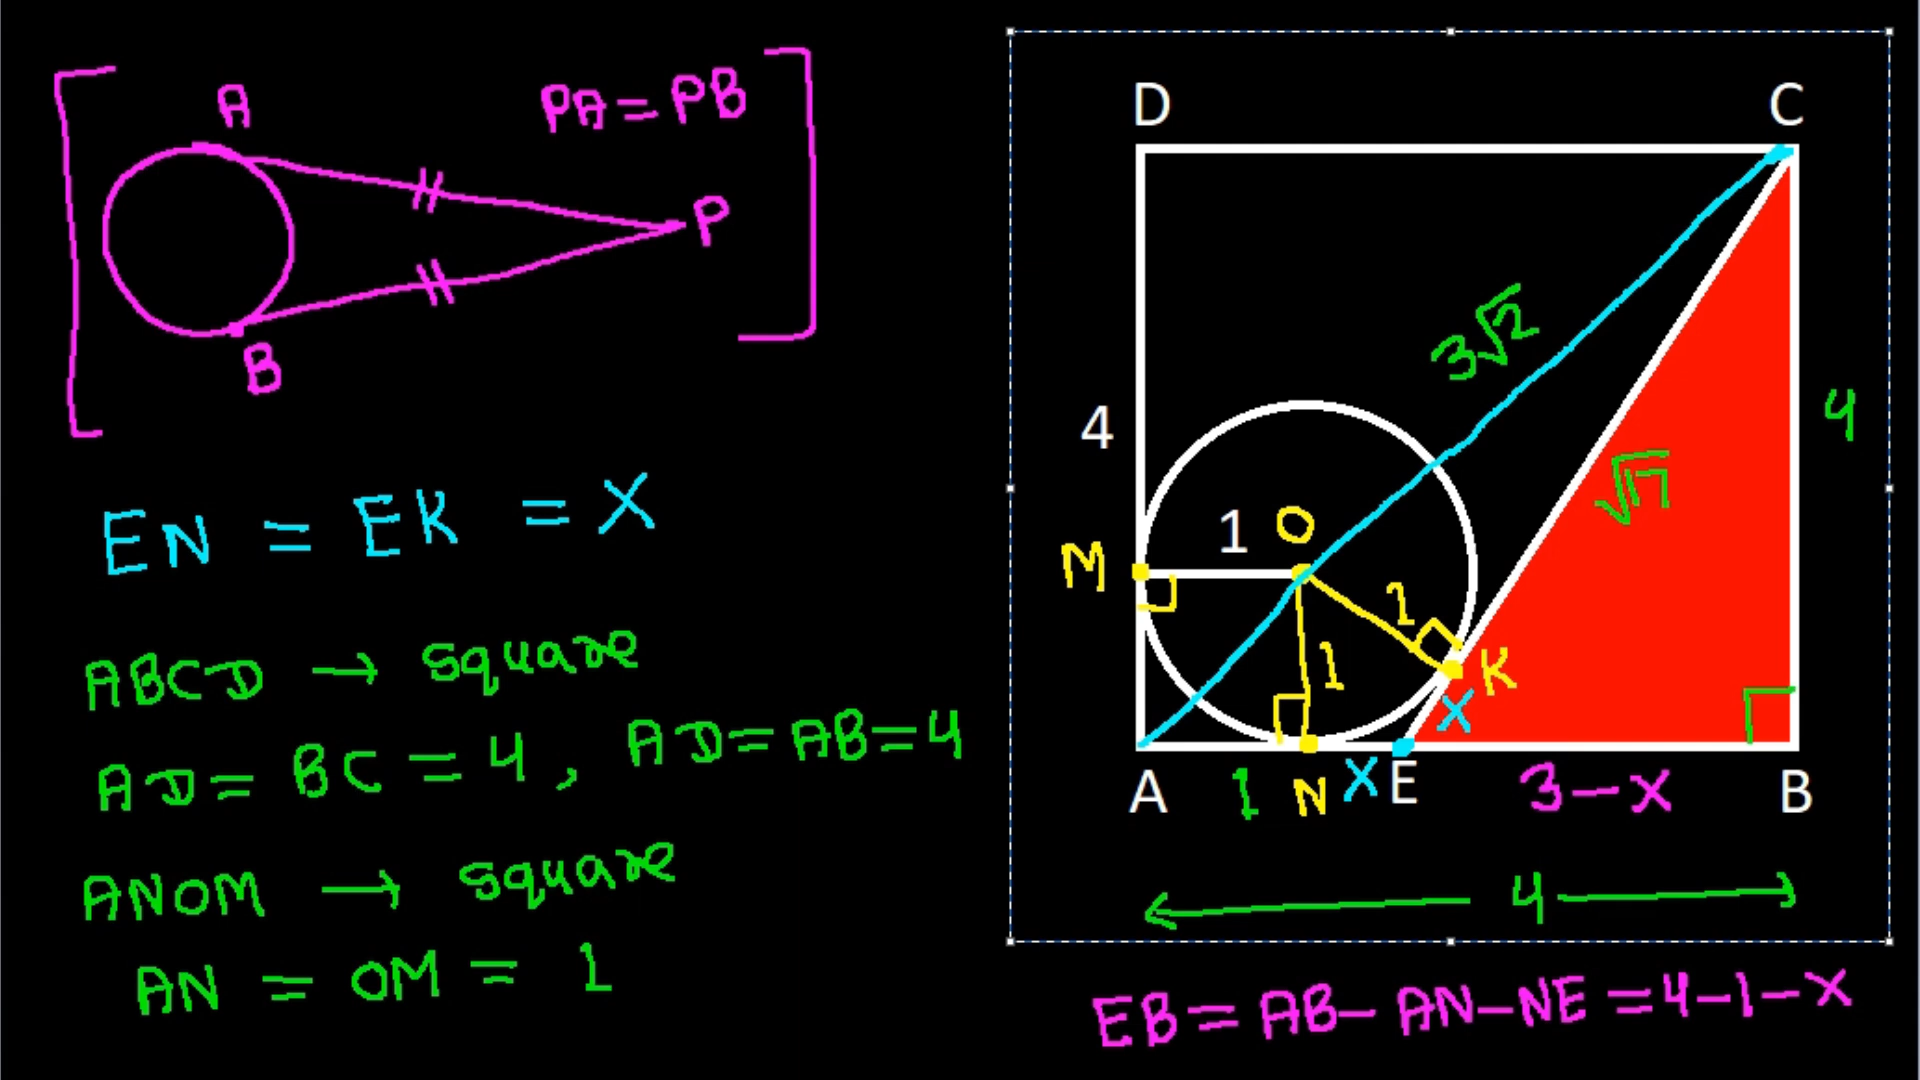 A
PA = PB
P
B
EN = EK = X
ABCD → square
AD = BC = 4, AD = AB = 4
ANOM → square
AN = OM = 1
D
C
3√2
4
4
√17
1
O
M
1
1
K
X
A
1
N
X
E
3-X
B
4
EB = AB - AN - NE = 4-1-X